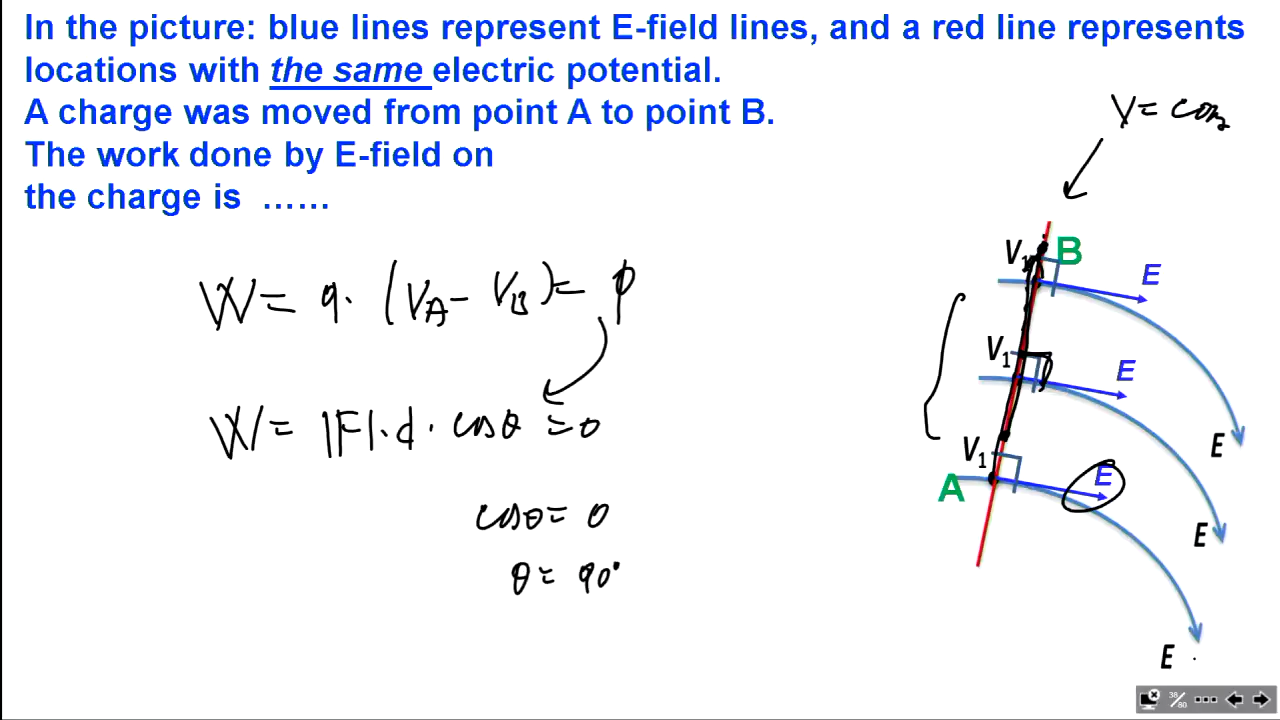 In the picture: blue lines represent E-field lines, and a red line represents
locations with the same electric potential.
A charge was moved from point A to point B.
The work done by E-field on
the charge is ......
V = const
W = q · (VA - VB) = 0
W = |F| · d · cosθ = 0
cosθ = 0
θ = 90°
V1
B
E
V1
E
E
V1
A
E
E
E
38/80